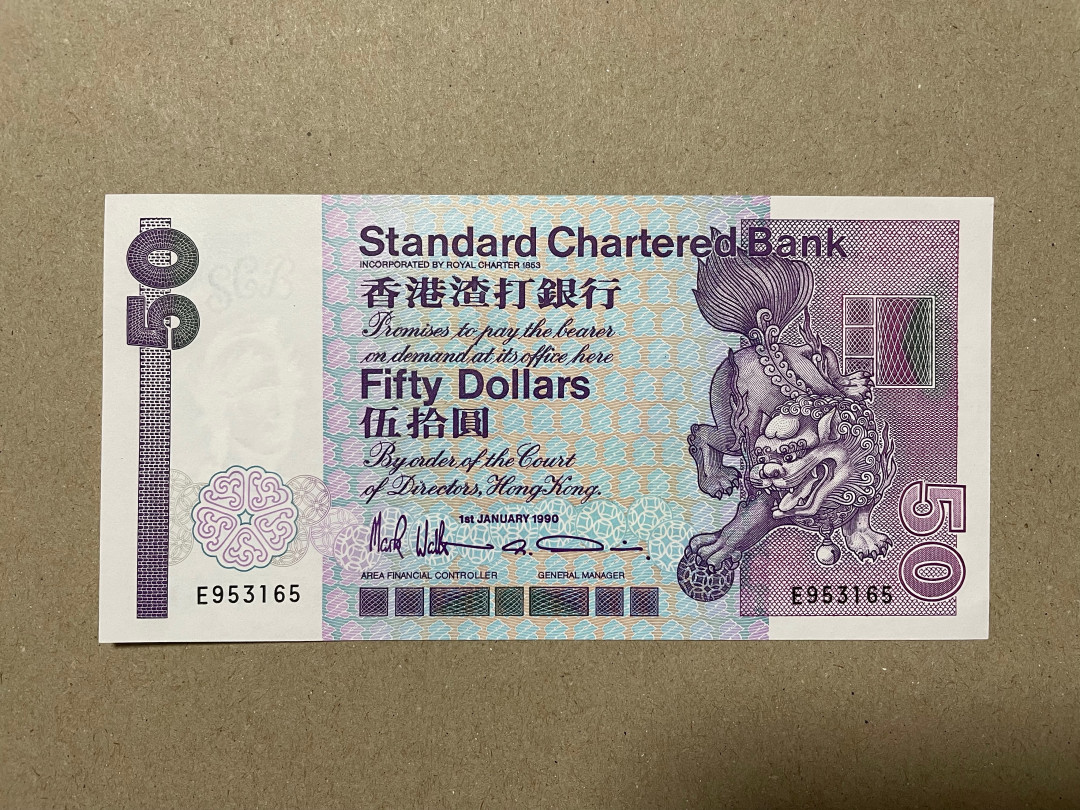 50
Standard Chartered Bank
INCORPORATED BY ROYAL CHARTER 1853
香港渣打銀行
Promises to pay the bearer
on demand at its office here
Fifty Dollars
伍拾圓
By order of the Court
of Directors, Hong Kong.
1st JANUARY 1990
Mark
AREA FINANCIAL CONTROLLER GENERAL MANAGER
E953165
E953165
50